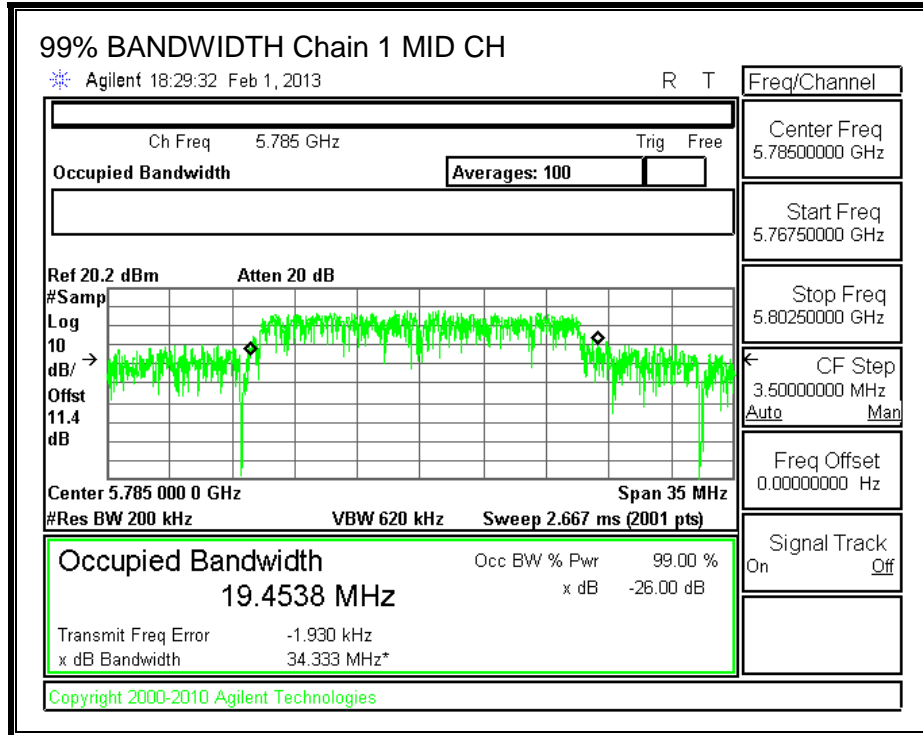 99% BANDWIDTH Chain 1 MID CH
Agilent 18:29:32 Feb 1, 2013 R T
Freq/Channel
Ch Freq 5.785 GHz Trig Free
Occupied Bandwidth Averages: 100
Center Freq
5.78500000 GHz
Start Freq
5.76750000 GHz
Ref 20.2 dBm Atten 20 dB
#Samp
Log
10
dB/
Offst
11.4
dB
Stop Freq
5.80250000 GHz
CF Step
3.50000000 MHz
Auto Man
Freq Offset
0.00000000 Hz
Center 5.785 000 0 GHz Span 35 MHz
#Res BW 200 kHz VBW 620 kHz Sweep 2.667 ms (2001 pts)
Signal Track
On Off
Occupied Bandwidth Occ BW % Pwr 99.00 %
19.4538 MHz x dB -26.00 dB
Transmit Freq Error -1.930 kHz
x dB Bandwidth 34.333 MHz*
Copyright 2000-2010 Agilent Technologies